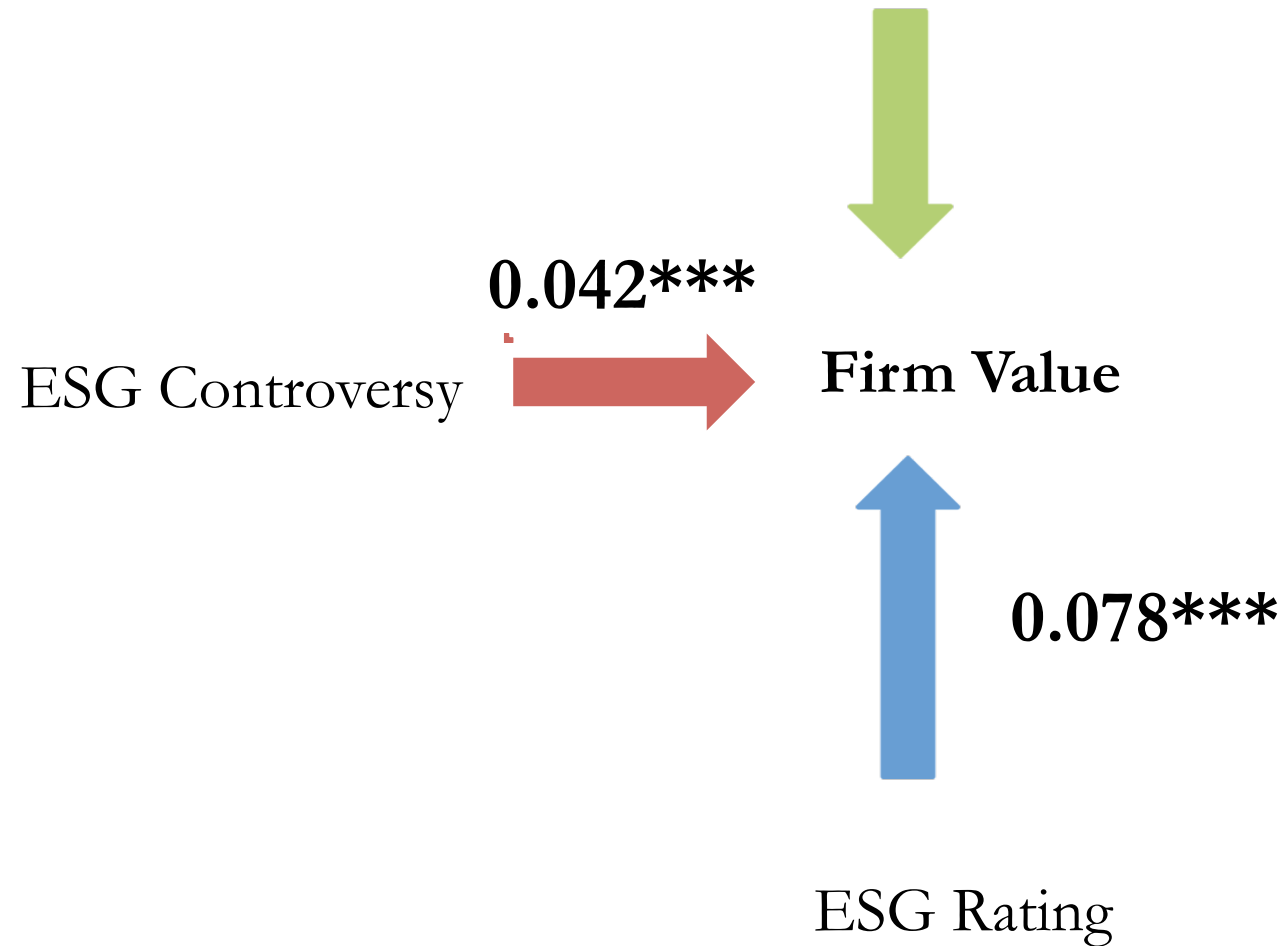 0.042***
ESG Controversy
Firm Value
0.078***
ESG Rating